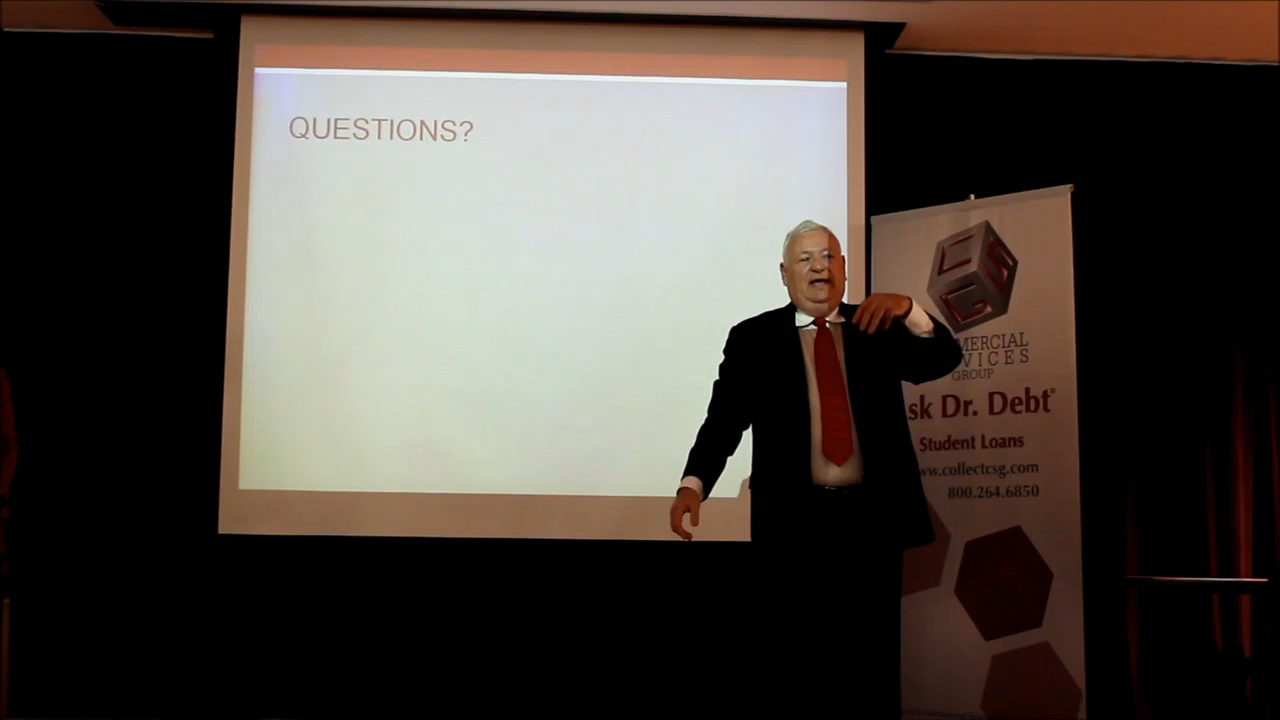 QUESTIONS?
C S G
MERCIAL
VICES
GROUP
sk Dr. Debt®
Student Loans
ww.collectcsg.com
800.264.6850